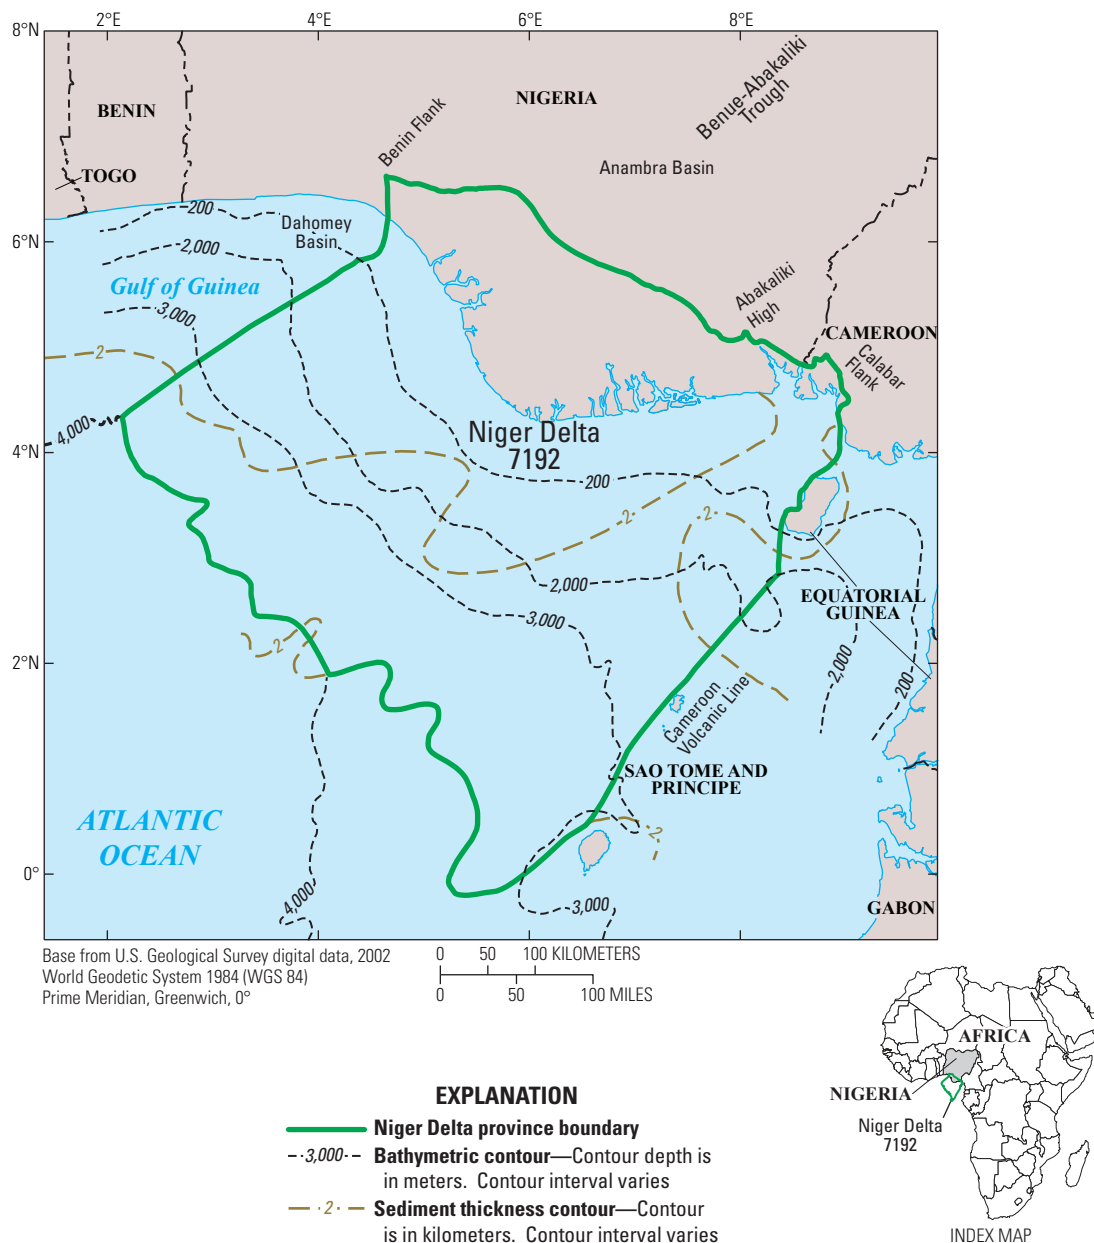 2°E
4°E
6°E
8°E
8°N
6°N
4°N
2°N
0°
BENIN
TOGO
NIGERIA
Benin Flank
Benue-Abakaliki
Trough
Anambra Basin
200
Dahomey
Basin
2,000
Gulf of Guinea
3,000
2
4,000
Abakaliki
High
CAMEROON
Calabar
Flank
Niger Delta
7192
200
2
2
2,000
3,000
EQUATORIAL
GUINEA
2,000
200
2
Cameroon
Volcanic Line
SAO TOME AND
PRINCIPE
ATLANTIC
OCEAN
2
4,000
3,000
GABON
Base from U.S. Geological Survey digital data, 2002
World Geodetic System 1984 (WGS 84)
Prime Meridian, Greenwich, 0°
0 50 100 KILOMETERS
0 50 100 MILES
AFRICA
NIGERIA
Niger Delta
7192
INDEX MAP
EXPLANATION
Niger Delta province boundary
3,000 Bathymetric contour—Contour depth is
in meters. Contour interval varies
2 Sediment thickness contour—Contour
is in kilometers. Contour interval varies